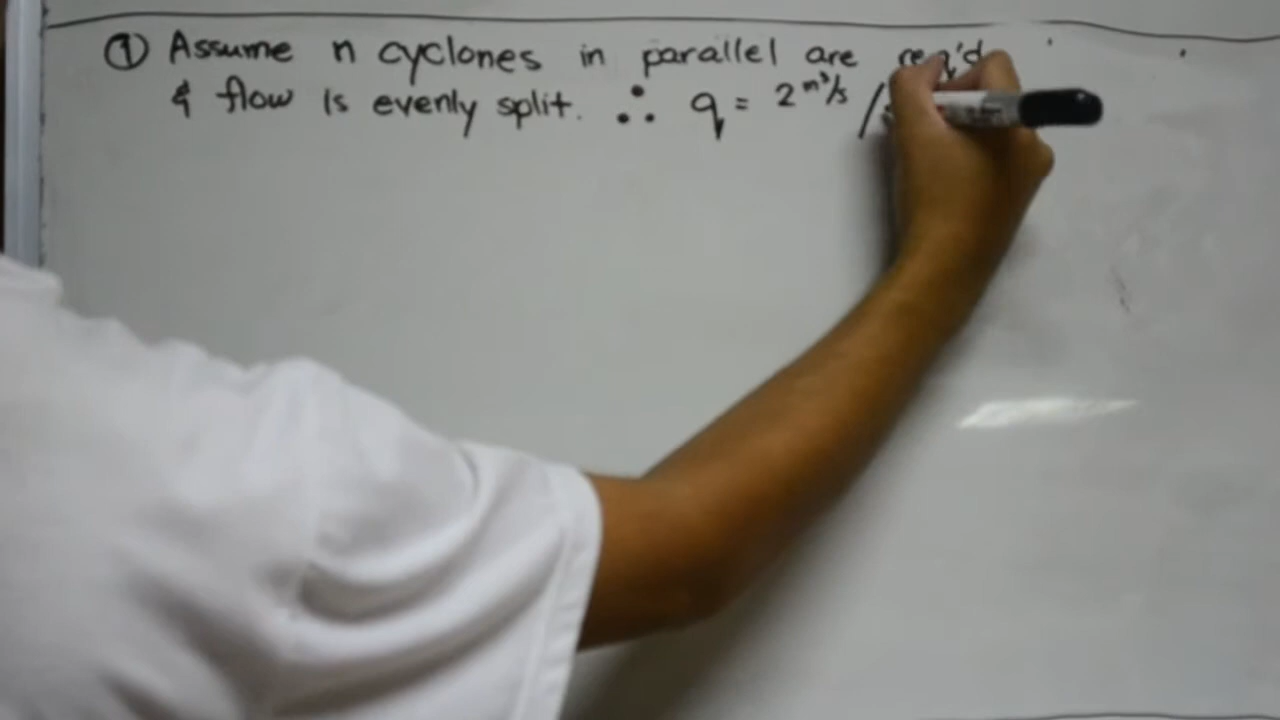 ① Assume n cyclones in parallel are req'd
& flow is evenly split. ∴ q = 2 m³/s /